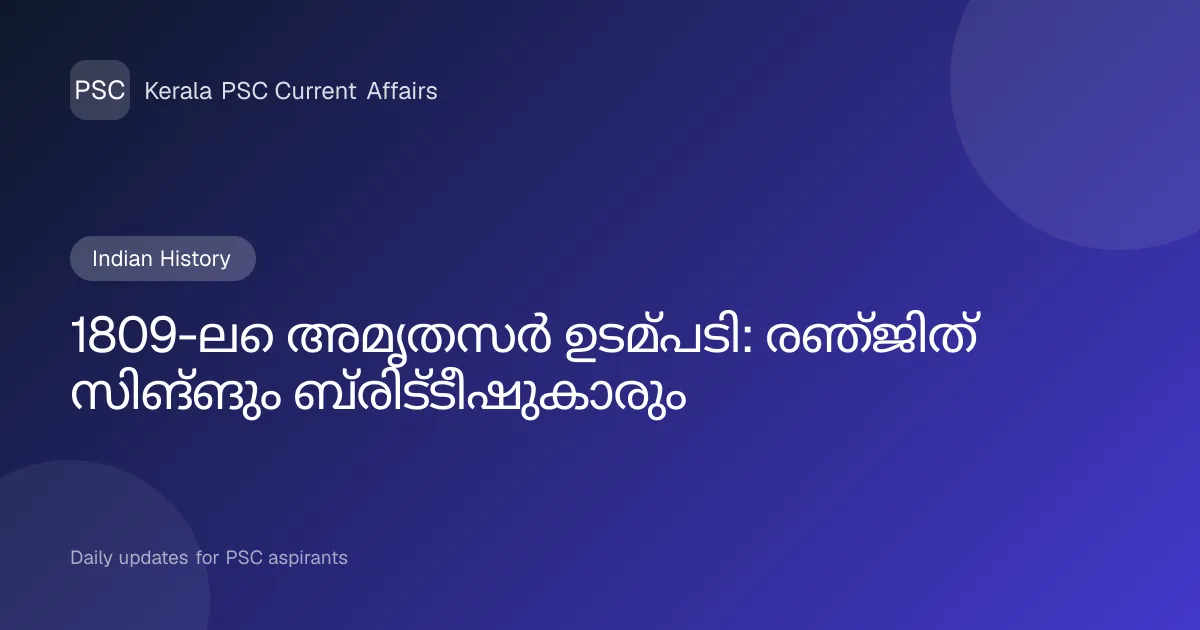 PSC
Kerala PSC Current Affairs
Indian History
1809-ലെ അമൃതസർ ഉടമ്പടി: രഞ്ജിത്
സിങ്ങും ബ്രിട്ടീഷുകാരും
Daily updates for PSC aspirants